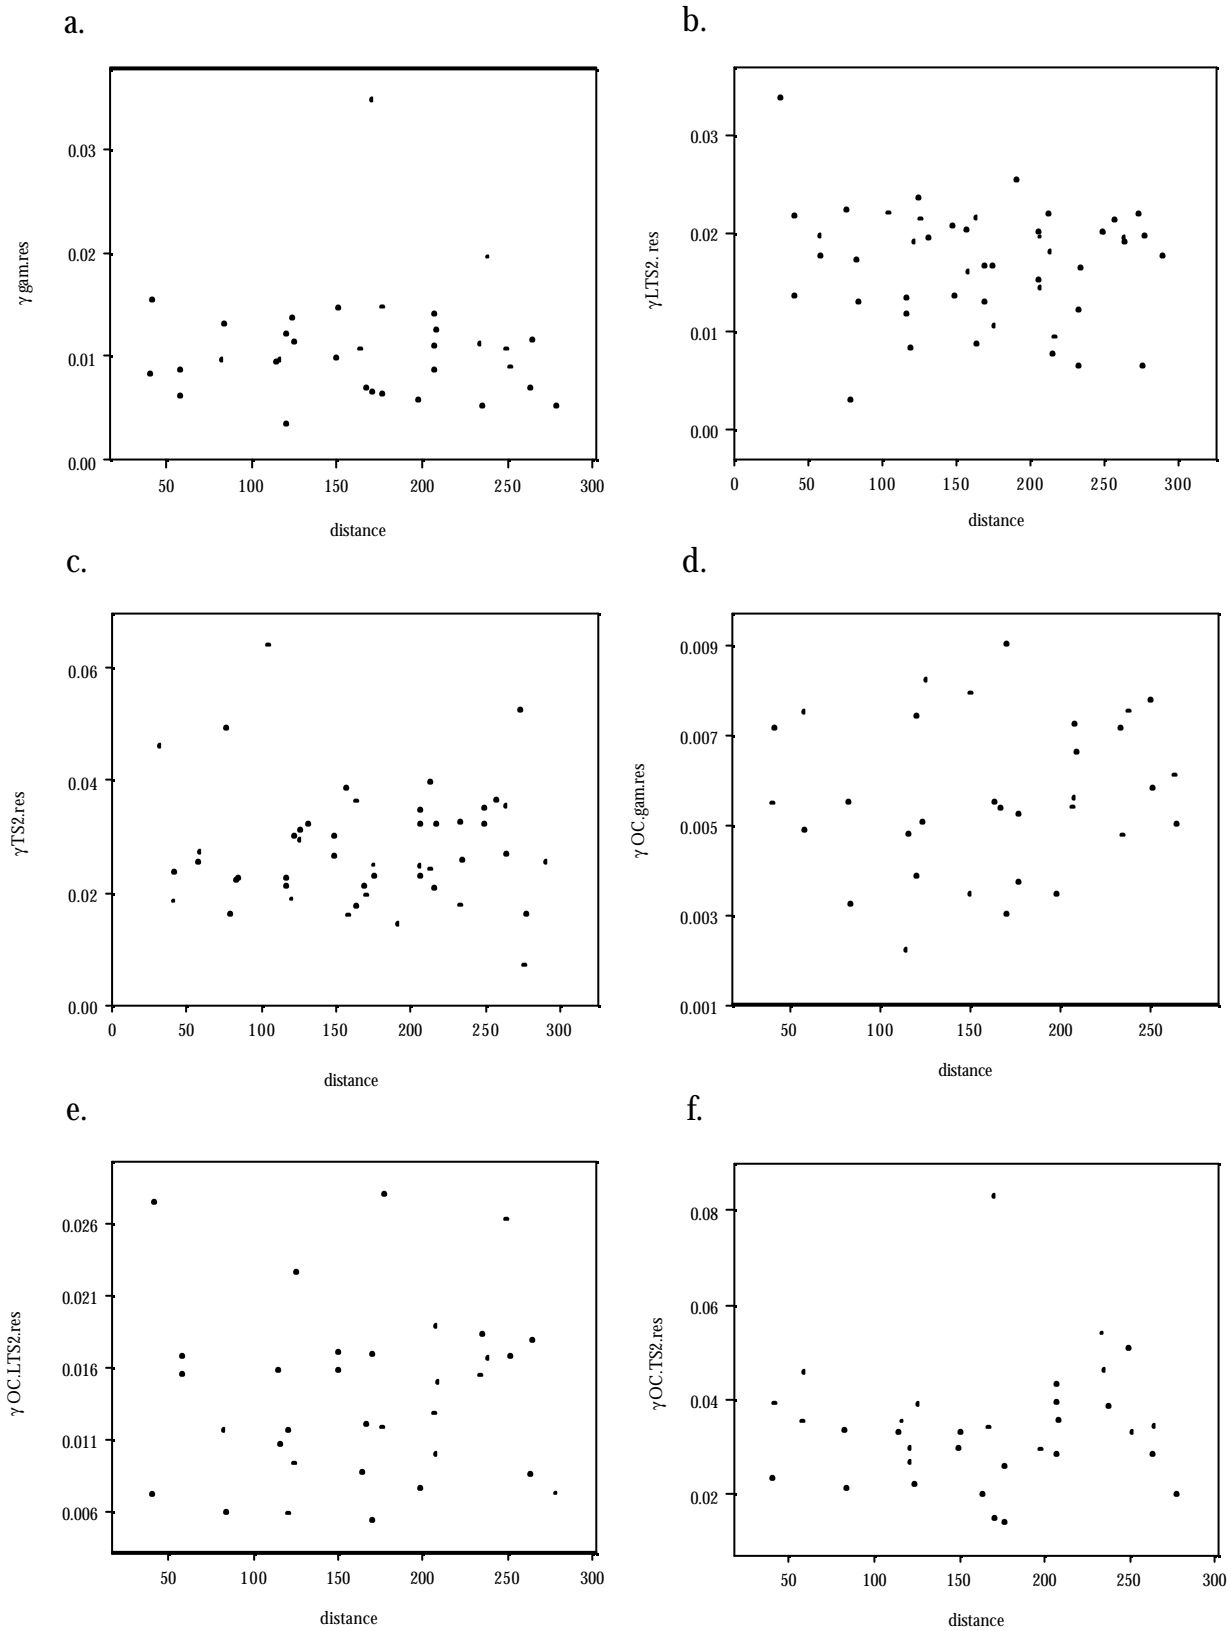 a.
γ gam.res
0.03
0.02
0.01
0.00
50 100 150 200 250 300
distance
b.
γLTS2. res
0.03
0.02
0.01
0.00
0 50 100 150 200 250 300
distance
c.
γTS2.res
0.06
0.04
0.02
0.00
0 50 100 150 200 250 300
distance
d.
γ OC.gam.res
0.009
0.007
0.005
0.003
0.001
50 100 150 200 250
distance
e.
γ OC.LTS2.res
0.026
0.021
0.016
0.011
0.006
50 100 150 200 250 300
distance
f.
γOC.TS2.res
0.08
0.06
0.04
0.02
50 100 150 200 250 300
distance